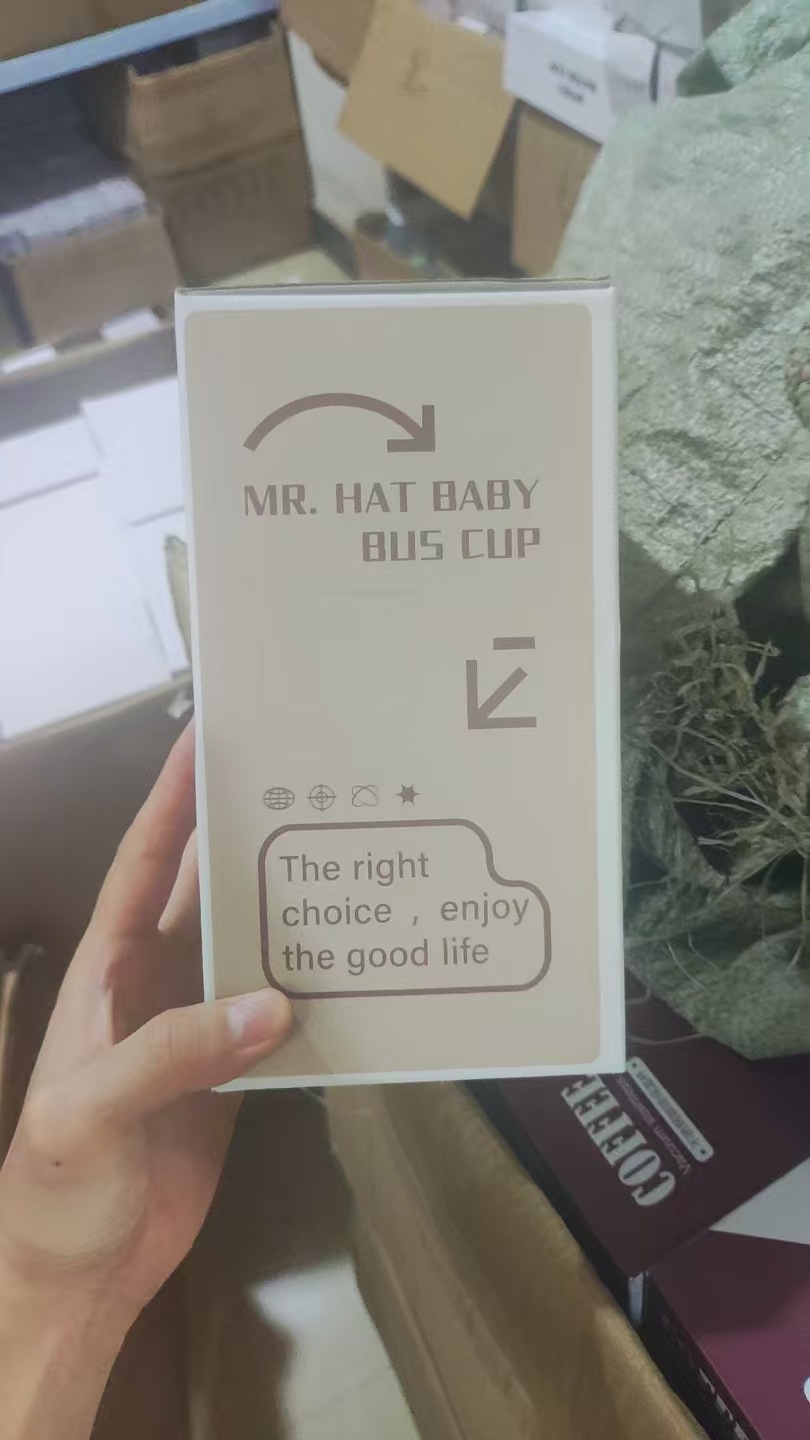 MR. HAT BABY
BUS CUP
The right
choice , enjoy
the good life
COFFEE